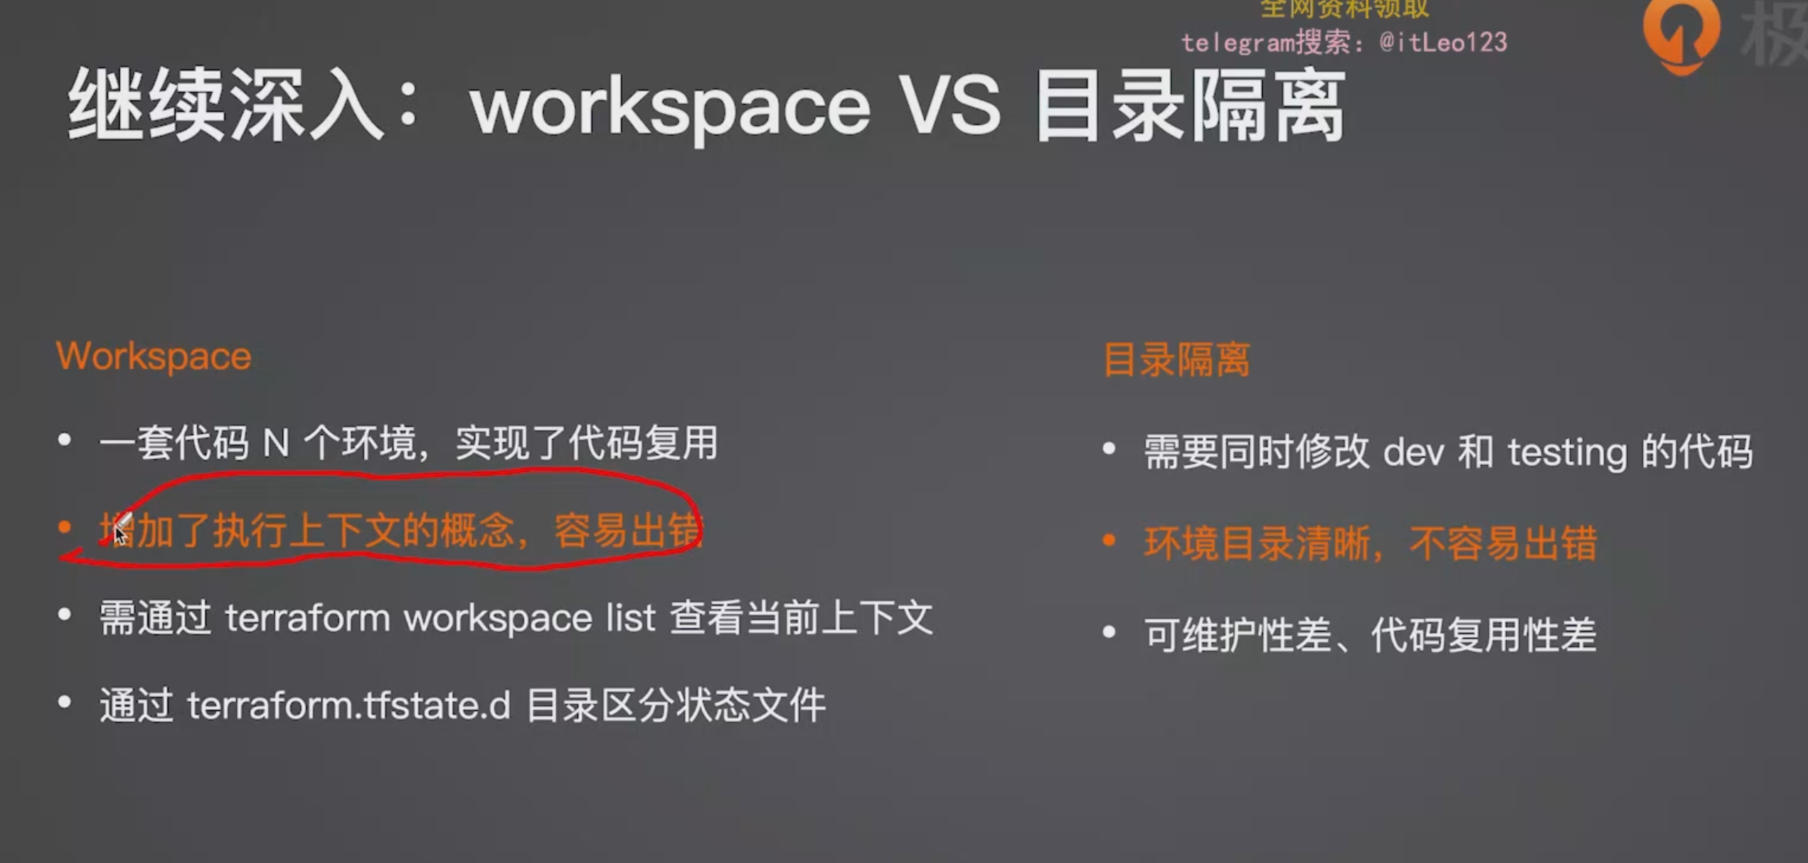 全网资料领取
telegram搜索：@itLeo123
极
继续深入：workspace VS 目录隔离
Workspace
• 一套代码 N 个环境，实现了代码复用
• 增加了执行上下文的概念，容易出错
• 需通过 terraform workspace list 查看当前上下文
• 通过 terraform.tfstate.d 目录区分状态文件
目录隔离
• 需要同时修改 dev 和 testing 的代码
• 环境目录清晰，不容易出错
• 可维护性差、代码复用性差